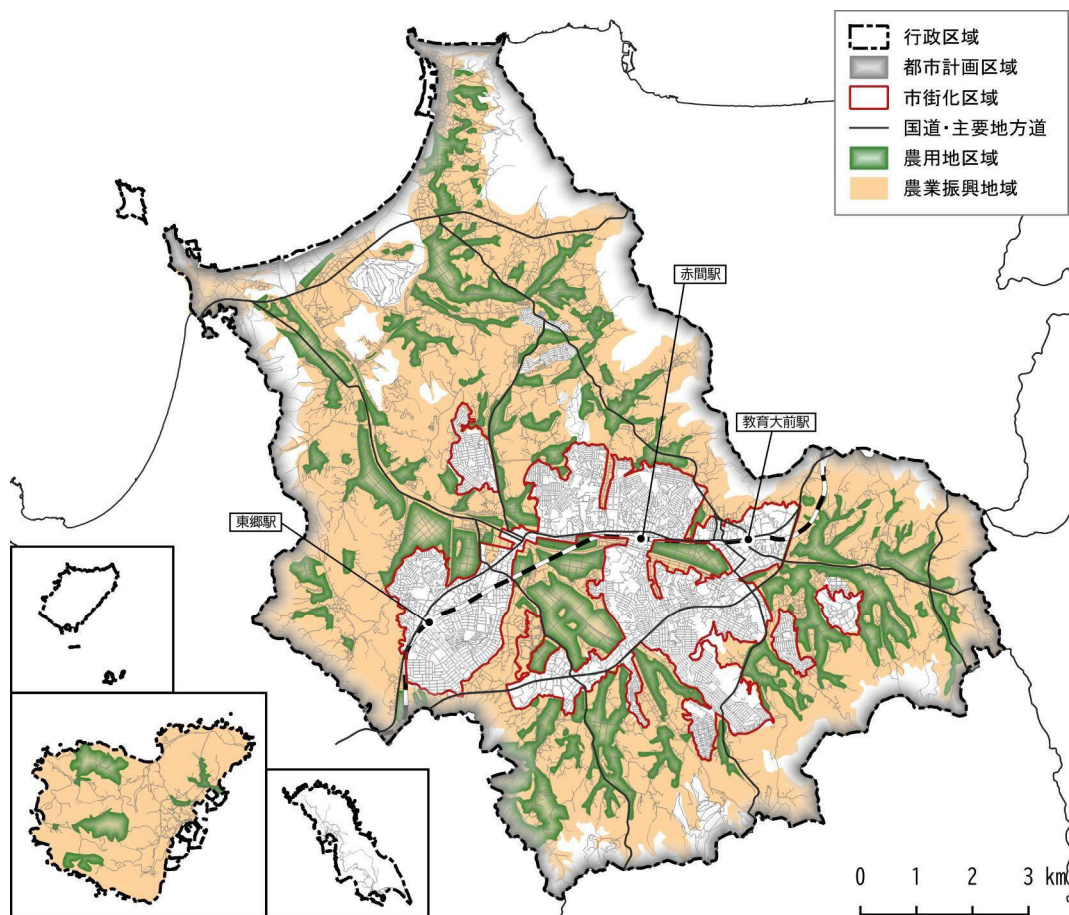 行政区域
都市計画区域
市街化区域
国道・主要地方道
農用地区域
農業振興地域
赤間駅
教育大前駅
東郷駅
0 1 2 3 km